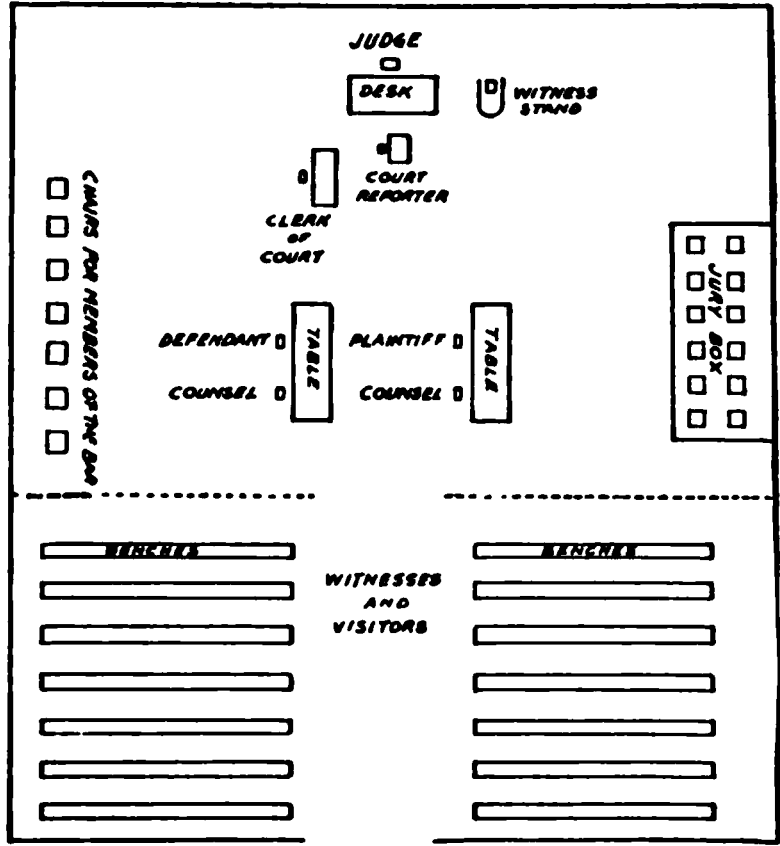 JUDGE
DESK
WITNESS
STAND
COURT
REPORTER
CLERK
OF
COURT
CHAIRS FOR MEMBERS OF THE BAR
JURY BOX
DEFENDANT
COUNSEL
TABLE
PLAINTIFF
COUNSEL
TABLE
BENCHES
BENCHES
WITNESSES
AND
VISITORS